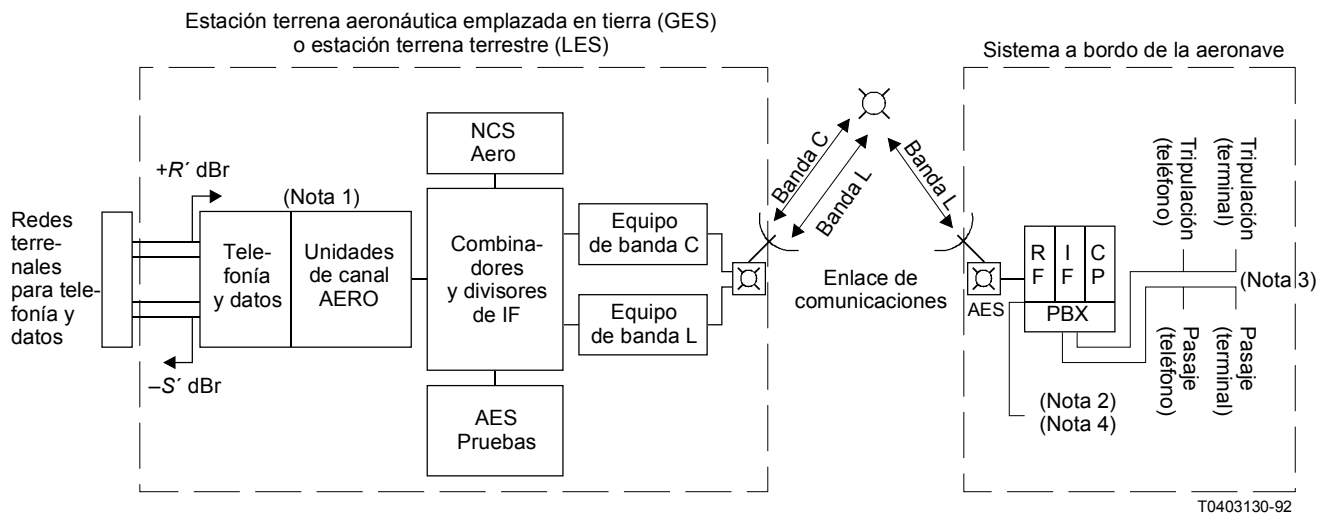 Estación terrena aeronáutica emplazada en tierra (GES)
o estación terrena terrestre (LES)
Sistema a bordo de la aeronave
+R′ dBr
(Nota 1)
Redes
terre-
nales
para tele-
fonía y
datos
–S′ dBr
Tele-
fonía
y datos
Unidades
de canal
AERO
NCS
Aero
Combina-
dores
y divisores
de IF
AES
Pruebas
Equipo
de banda C
Equipo
de banda L
Banda C
Banda L
Banda L
Enlace de
comunicaciones
AES
RF
IF
CP
PBX
Tripulación
(teléfono)
Tripulación
(terminal)
(Nota 3)
Pasaje
(teléfono)
Pasaje
(terminal)
(Nota 2)
(Nota 4)
T0403130-92